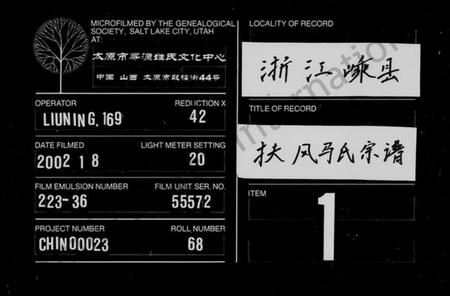 MICROFILMED BY THE GENEALOGICAL
SOCIETY, SALT LAKE CITY, UTAH
AT:
太原市寻源姓氏文化中心
中国 山西 太原市鼓楼街44号
OPERATOR
REDUCTION X
LIUNING, 169
42
DATE FILMED
LIGHT METER SETTING
2002 1 8
20
FILM EMULSION NUMBER
FILM UNIT SER. NO.
223-36
55572
PROJECT NUMBER
ROLL NUMBER
CHIN00023
68
LOCALITY OF RECORD
浙江嵊县
TITLE OF RECORD
扶风马氏宗谱
ITEM
1